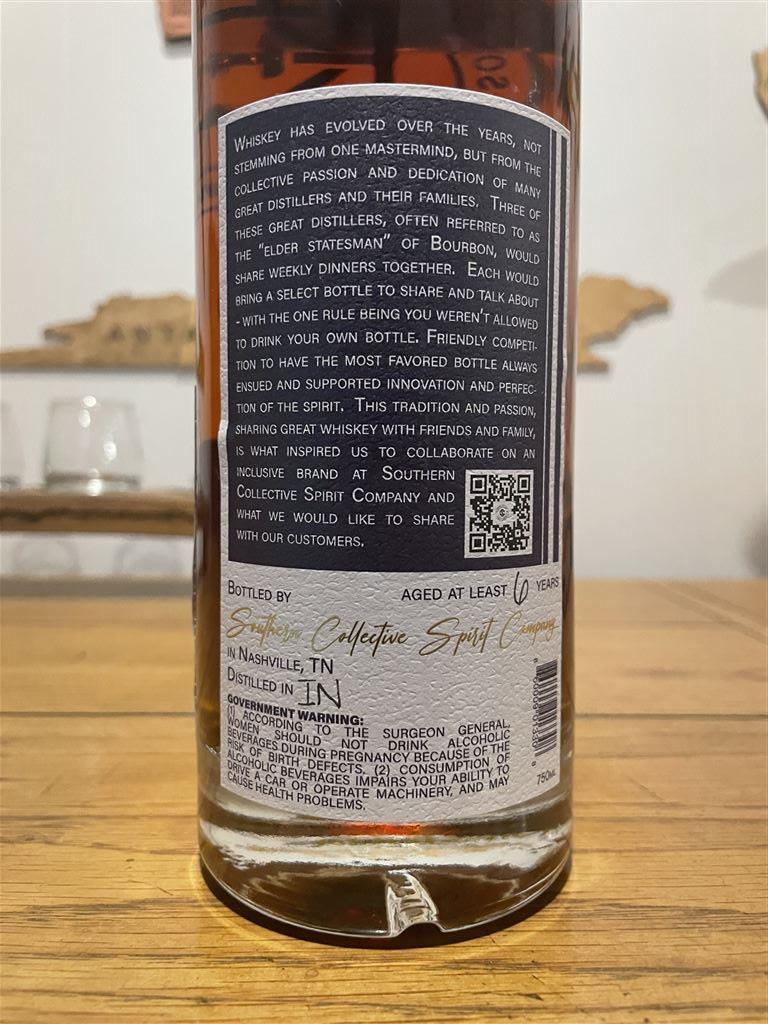 WHISKEY HAS EVOLVED OVER THE YEARS, NOT
STEMMING FROM ONE MASTERMIND, BUT FROM THE
COLLECTIVE PASSION AND DEDICATION OF MANY
GREAT DISTILLERS AND THEIR FAMILIES. THREE OF
THESE GREAT DISTILLERS, OFTEN REFERRED TO AS
THE "ELDER STATESMAN" OF BOURBON, WOULD
SHARE WEEKLY DINNERS TOGETHER. EACH WOULD
BRING A SELECT BOTTLE TO SHARE AND TALK ABOUT
- WITH THE ONE RULE BEING YOU WEREN'T ALLOWED
TO DRINK YOUR OWN BOTTLE. FRIENDLY COMPETI-
TION TO HAVE THE MOST FAVORED BOTTLE ALWAYS
ENSUED AND SUPPORTED INNOVATION AND PERFEC-
TION OF THE SPIRIT. THIS TRADITION AND PASSION,
SHARING GREAT WHISKEY WITH FRIENDS AND FAMILY,
IS WHAT INSPIRED US TO COLLABORATE ON AN
INCLUSIVE BRAND AT SOUTHERN
COLLECTIVE SPIRIT COMPANY AND
WHAT WE WOULD LIKE TO SHARE
WITH OUR CUSTOMERS.
BOTTLED BY AGED AT LEAST 6 YEARS
Southern Collective Spirit Company
IN NASHVILLE, TN
DISTILLED IN IN
GOVERNMENT WARNING:
(1) ACCORDING TO THE SURGEON GENERAL,
WOMEN SHOULD NOT DRINK ALCOHOLIC
BEVERAGES DURING PREGNANCY BECAUSE OF THE
RISK OF BIRTH DEFECTS. (2) CONSUMPTION OF
ALCOHOLIC BEVERAGES IMPAIRS YOUR ABILITY TO
DRIVE A CAR OR OPERATE MACHINERY, AND MAY
CAUSE HEALTH PROBLEMS.
750ML